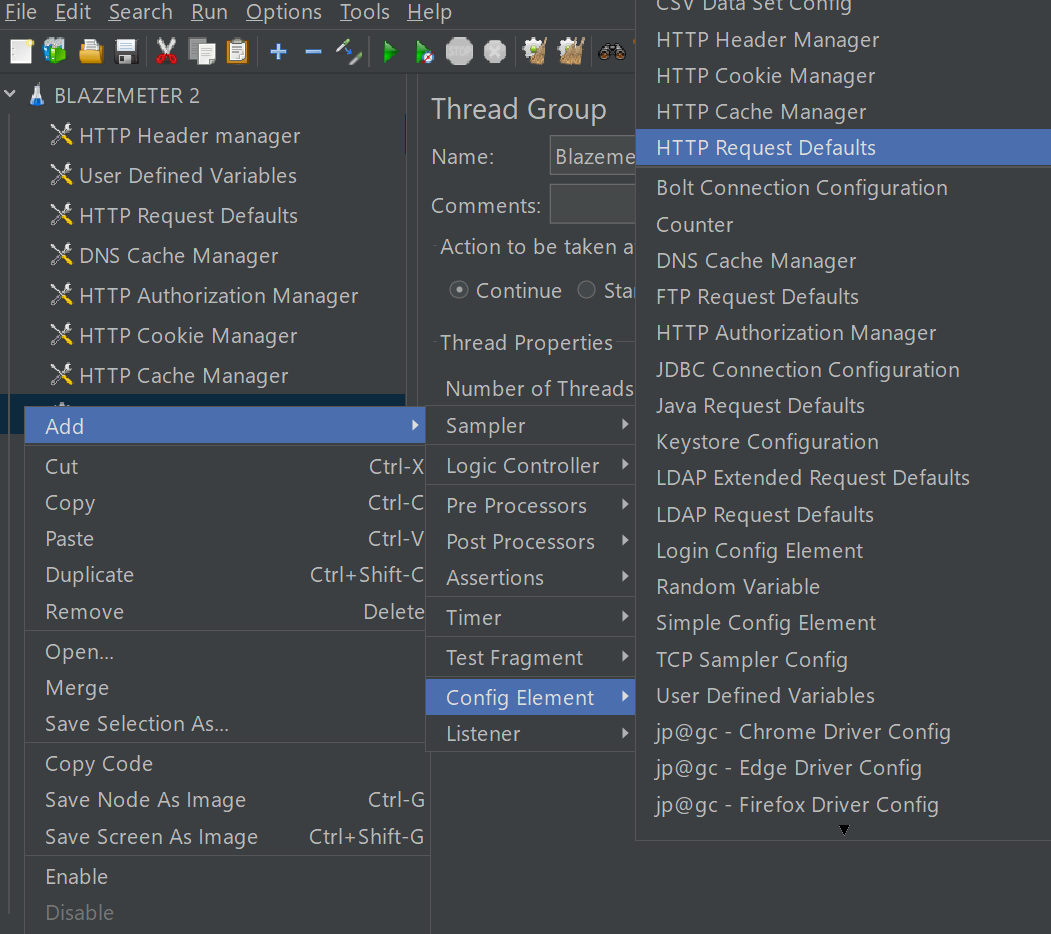 File Edit Search Run Options Tools Help
STOP
BLAZEMETER 2
HTTP Header manager
User Defined Variables
HTTP Request Defaults
DNS Cache Manager
HTTP Authorization Manager
HTTP Cookie Manager
HTTP Cache Manager
Thread Group
Name: Blazeme
Comments:
Action to be taken a
Continue Sta
Thread Properties
Number of Threads
Add
Cut Ctrl-X
Copy Ctrl-C
Paste Ctrl-V
Duplicate Ctrl+Shift-C
Remove Delete
Open...
Merge
Save Selection As...
Copy Code
Save Node As Image Ctrl-G
Save Screen As Image Ctrl+Shift-G
Enable
Disable
Sampler
Logic Controller
Pre Processors
Post Processors
Assertions
Timer
Test Fragment
Config Element
Listener
CSV Data Set Config
HTTP Header Manager
HTTP Cookie Manager
HTTP Cache Manager
HTTP Request Defaults
Bolt Connection Configuration
Counter
DNS Cache Manager
FTP Request Defaults
HTTP Authorization Manager
JDBC Connection Configuration
Java Request Defaults
Keystore Configuration
LDAP Extended Request Defaults
LDAP Request Defaults
Login Config Element
Random Variable
Simple Config Element
TCP Sampler Config
User Defined Variables
jp@gc - Chrome Driver Config
jp@gc - Edge Driver Config
jp@gc - Firefox Driver Config